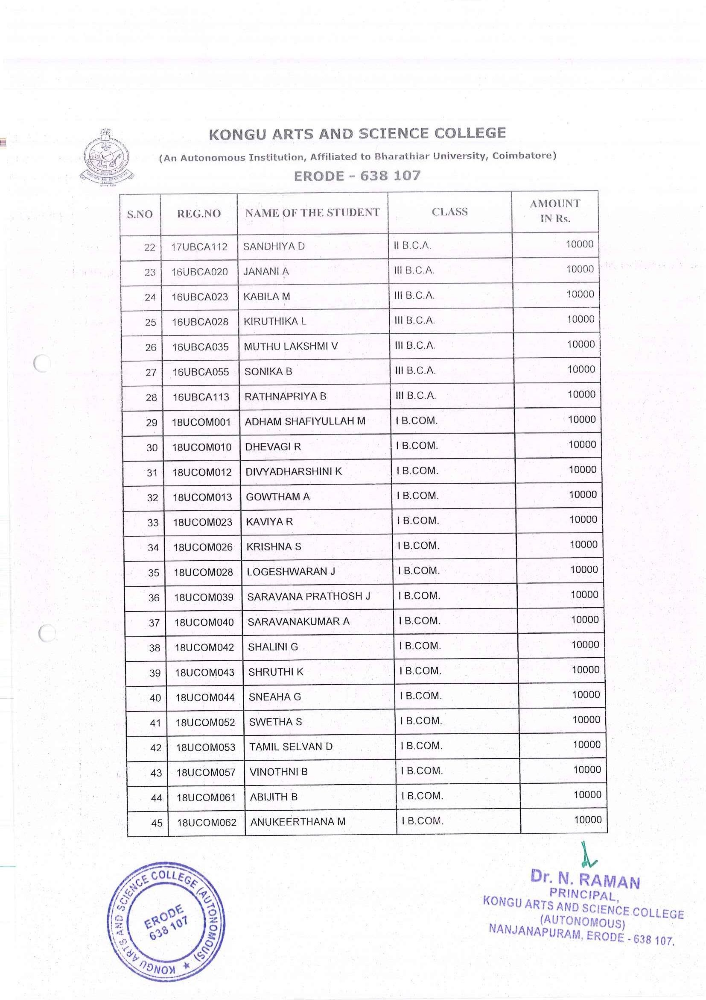 KONGU ARTS AND SCIENCE COLLEGE
(An Autonomous Institution, Affiliated to Bharathiar University, Coimbatore)
ERODE - 638 107
S.NO REG.NO NAME OF THE STUDENT CLASS AMOUNT IN Rs.
22 17UBCA112 SANDHIYA D II B.C.A. 10000
23 16UBCA020 JANANI A III B.C.A. 10000
24 16UBCA023 KABILA M III B.C.A. 10000
25 16UBCA028 KIRUTHIKA L III B.C.A. 10000
26 16UBCA035 MUTHU LAKSHMI V III B.C.A. 10000
27 16UBCA055 SONIKA B III B.C.A. 10000
28 16UBCA113 RATHNAPRIYA B III B.C.A. 10000
29 18UCOM001 ADHAM SHAFIYULLAH M I B.COM. 10000
30 18UCOM010 DHEVAGI R I B.COM. 10000
31 18UCOM012 DIVYADHARSHINI K I B.COM. 10000
32 18UCOM013 GOWTHAM A I B.COM. 10000
33 18UCOM023 KAVIYA R I B.COM. 10000
34 18UCOM026 KRISHNA S I B.COM. 10000
35 18UCOM028 LOGESHWARAN J I B.COM. 10000
36 18UCOM039 SARAVANA PRATHOSH J I B.COM. 10000
37 18UCOM040 SARAVANAKUMAR A I B.COM. 10000
38 18UCOM042 SHALINI G I B.COM. 10000
39 18UCOM043 SHRUTHI K I B.COM. 10000
40 18UCOM044 SNEAHA G I B.COM. 10000
41 18UCOM052 SWETHA S I B.COM. 10000
42 18UCOM053 TAMIL SELVAN D I B.COM. 10000
43 18UCOM057 VINOTHNI B I B.COM. 10000
44 18UCOM061 ABIJITH B I B.COM. 10000
45 18UCOM062 ANUKEERTHANA M I B.COM. 10000
KONGU ARTS AND SCIENCE COLLEGE (AUTONOMOUS) ★
ERODE
638 107
Dr. N. RAMAN
PRINCIPAL,
KONGU ARTS AND SCIENCE COLLEGE
(AUTONOMOUS)
NANJANAPURAM, ERODE - 638 107.